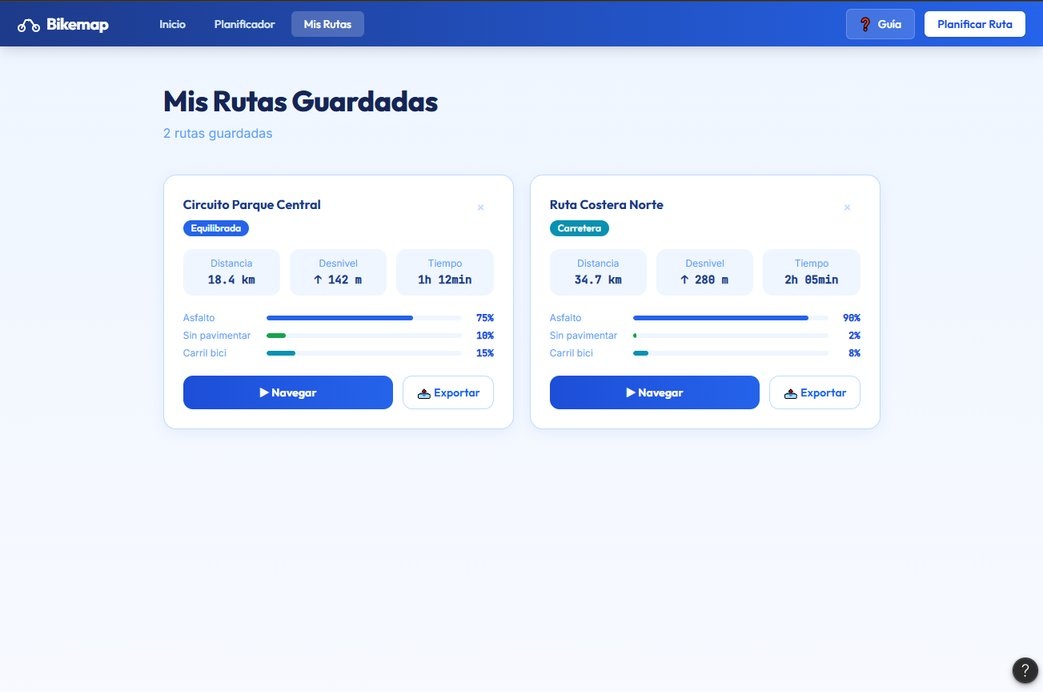 Bikemap Inicio Planificador Mis Rutas ❓ Guía Planificar Ruta
Mis Rutas Guardadas
2 rutas guardadas
Circuito Parque Central ×
Equilibrada
Distancia Desnivel Tiempo
18.4 km ↑ 142 m 1h 12min
Asfalto 75%
Sin pavimentar 10%
Carril bici 15%
▶ Navegar 📤 Exportar
Ruta Costera Norte ×
Carretera
Distancia Desnivel Tiempo
34.7 km ↑ 280 m 2h 05min
Asfalto 90%
Sin pavimentar 2%
Carril bici 8%
▶ Navegar 📤 Exportar
?